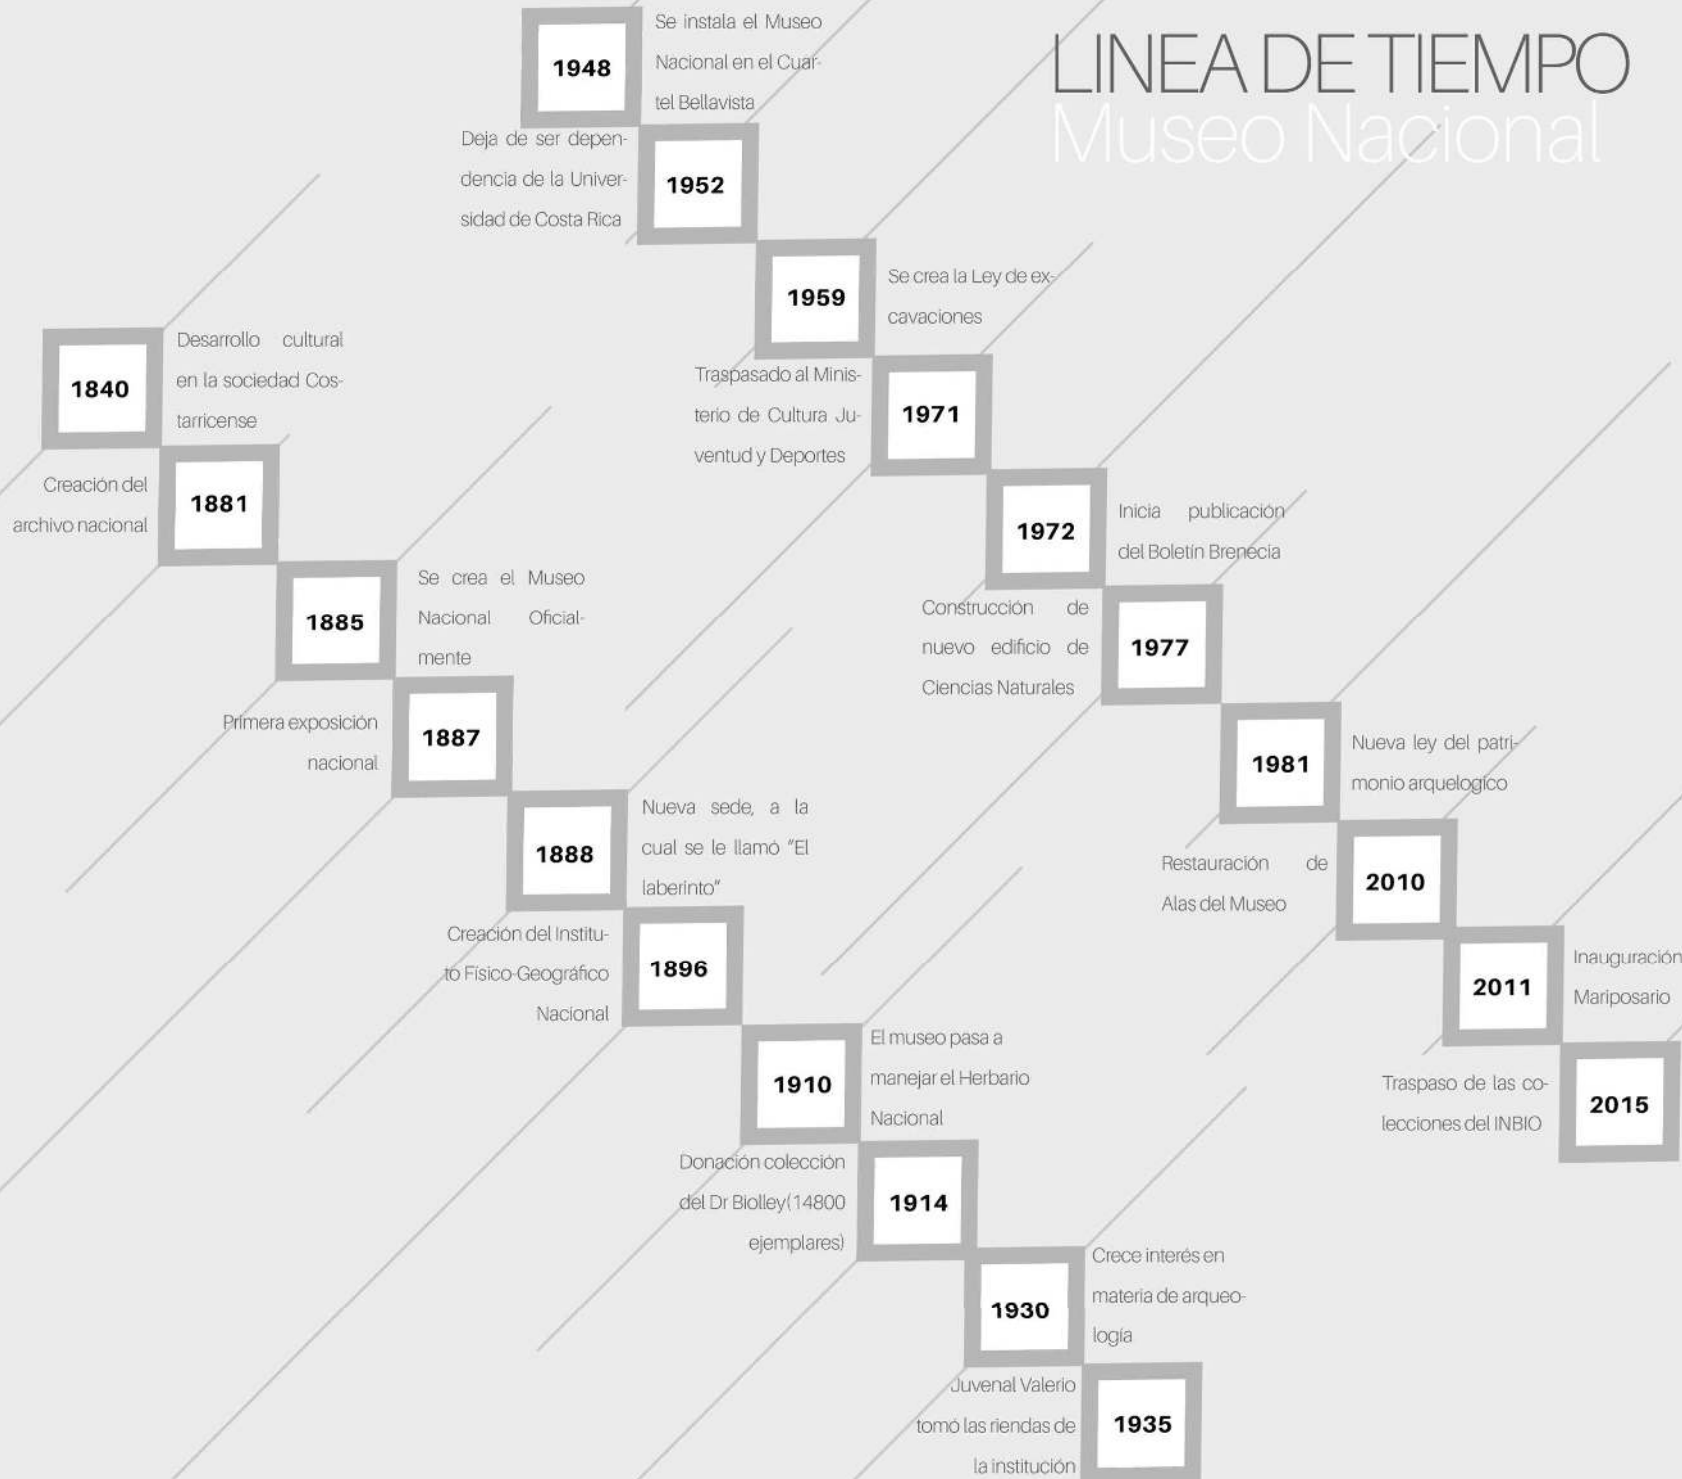 LINEA DE TIEMPO
Museo Nacional
1840
Desarrollo cultural
en la sociedad Cos-
tarricense
1881
Creación del
archivo nacional
1885
Se crea el Museo
Nacional Oficial-
mente
1887
Primera exposición
nacional
1888
Nueva sede, a la
cual se le llamó "El
laberinto"
1896
Creación del Institu-
to Físico-Geográfico
Nacional
1910
El museo pasa a
manejar el Herbario
Nacional
1914
Donación colección
del Dr Biolley(14800
ejemplares)
1930
Crece interés en
materia de arqueo-
logía
1935
Juvenal Valerio
tomó las riendas de
la institución
1948
Se instala el Museo
Nacional en el Cuar-
tel Bellavista
1952
Deja de ser depen-
dencia de la Univer-
sidad de Costa Rica
1959
Se crea la Ley de ex-
cavaciones
1971
Traspasado al Minis-
terio de Cultura Ju-
ventud y Deportes
1972
Inicia publicación
del Boletín Brenecia
1977
Construcción de
nuevo edificio de
Ciencias Naturales
1981
Nueva ley del patri-
monio arquelogico
2010
Restauración de
Alas del Museo
2011
Inauguración
Mariposario
2015
Traspaso de las co-
lecciones del INBIO